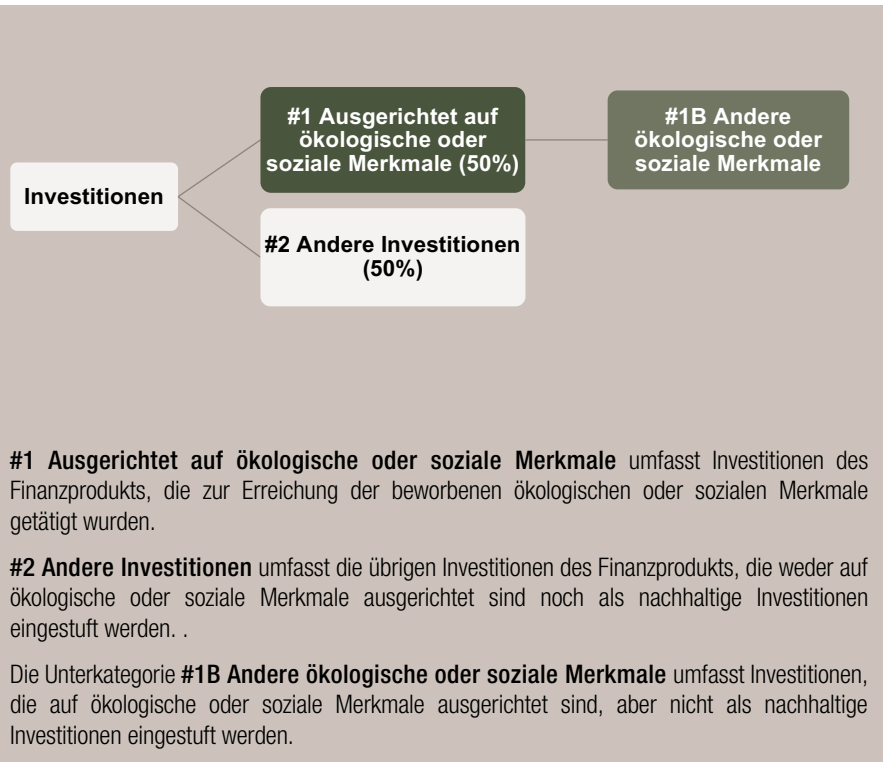 #1 Ausgerichtet auf
ökologische oder
soziale Merkmale (50%)
#1B Andere
ökologische oder
soziale Merkmale
Investitionen
#2 Andere Investitionen
(50%)
#1 Ausgerichtet auf ökologische oder soziale Merkmale umfasst Investitionen des
Finanzprodukts, die zur Erreichung der beworbenen ökologischen oder sozialen Merkmale
getätigt wurden.
#2 Andere Investitionen umfasst die übrigen Investitionen des Finanzprodukts, die weder auf
ökologische oder soziale Merkmale ausgerichtet sind noch als nachhaltige Investitionen
eingestuft werden. .
Die Unterkategorie #1B Andere ökologische oder soziale Merkmale umfasst Investitionen,
die auf ökologische oder soziale Merkmale ausgerichtet sind, aber nicht als nachhaltige
Investitionen eingestuft werden.